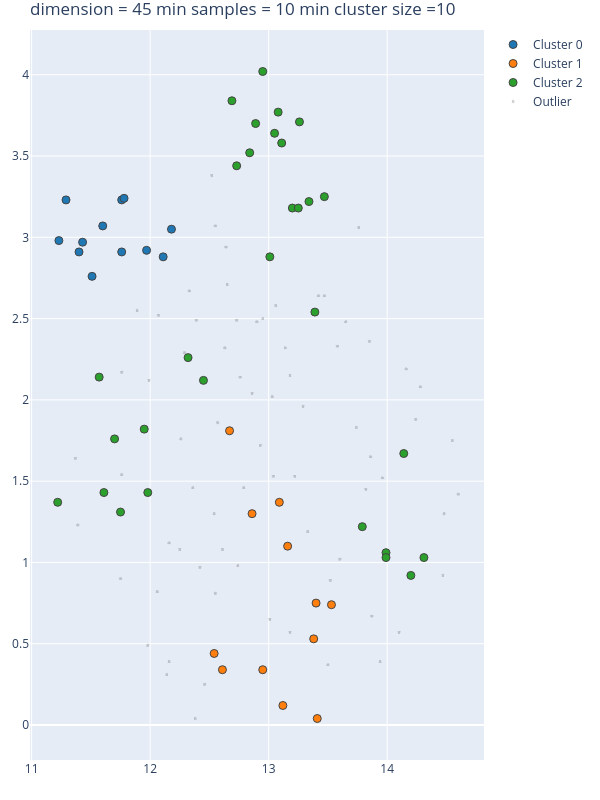 dimension = 45 min samples = 10 min cluster size =10
Cluster 0
Cluster 1
Cluster 2
Outlier
4
3.5
3
2.5
2
1.5
1
0.5
0
11 12 13 14